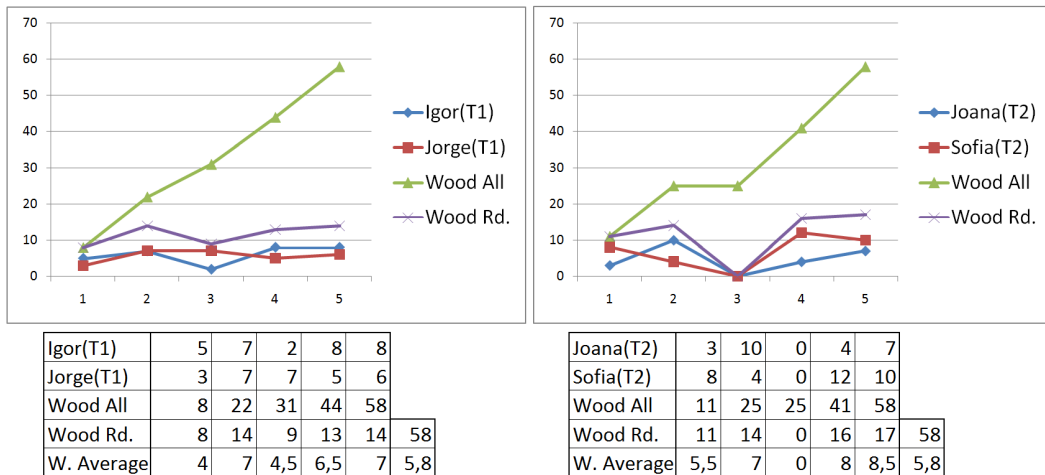 70
60
50
40
30
20
10
0
1 2 3 4 5
Igor(T1)
Jorge(T1)
Wood All
Wood Rd.
70
60
50
40
30
20
10
0
1 2 3 4 5
Joana(T2)
Sofia(T2)
Wood All
Wood Rd.
Igor(T1) 5 7 2 8 8
Jorge(T1) 3 7 7 5 6
Wood All 8 22 31 44 58
Wood Rd. 8 14 9 13 14 58
W. Average 4 7 4,5 6,5 7 5,8
Joana(T2) 3 10 0 4 7
Sofia(T2) 8 4 0 12 10
Wood All 11 25 25 41 58
Wood Rd. 11 14 0 16 17 58
W. Average 5,5 7 0 8 8,5 5,8